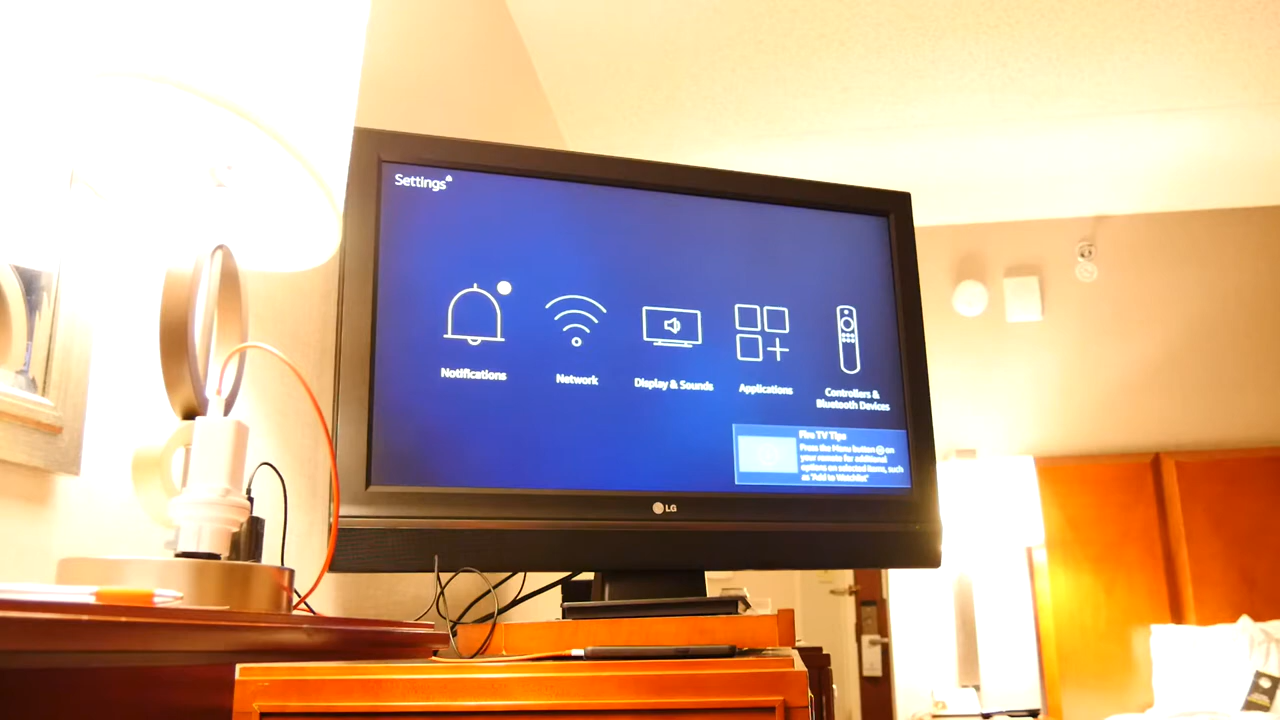 Settings
Notifications
Network
Display & Sounds
Applications
Controllers &
Bluetooth Devices
Fire TV Tips
Press the Menu button on
your remote for additional
options on selected items, such
as "Add to Watchlist"
LG